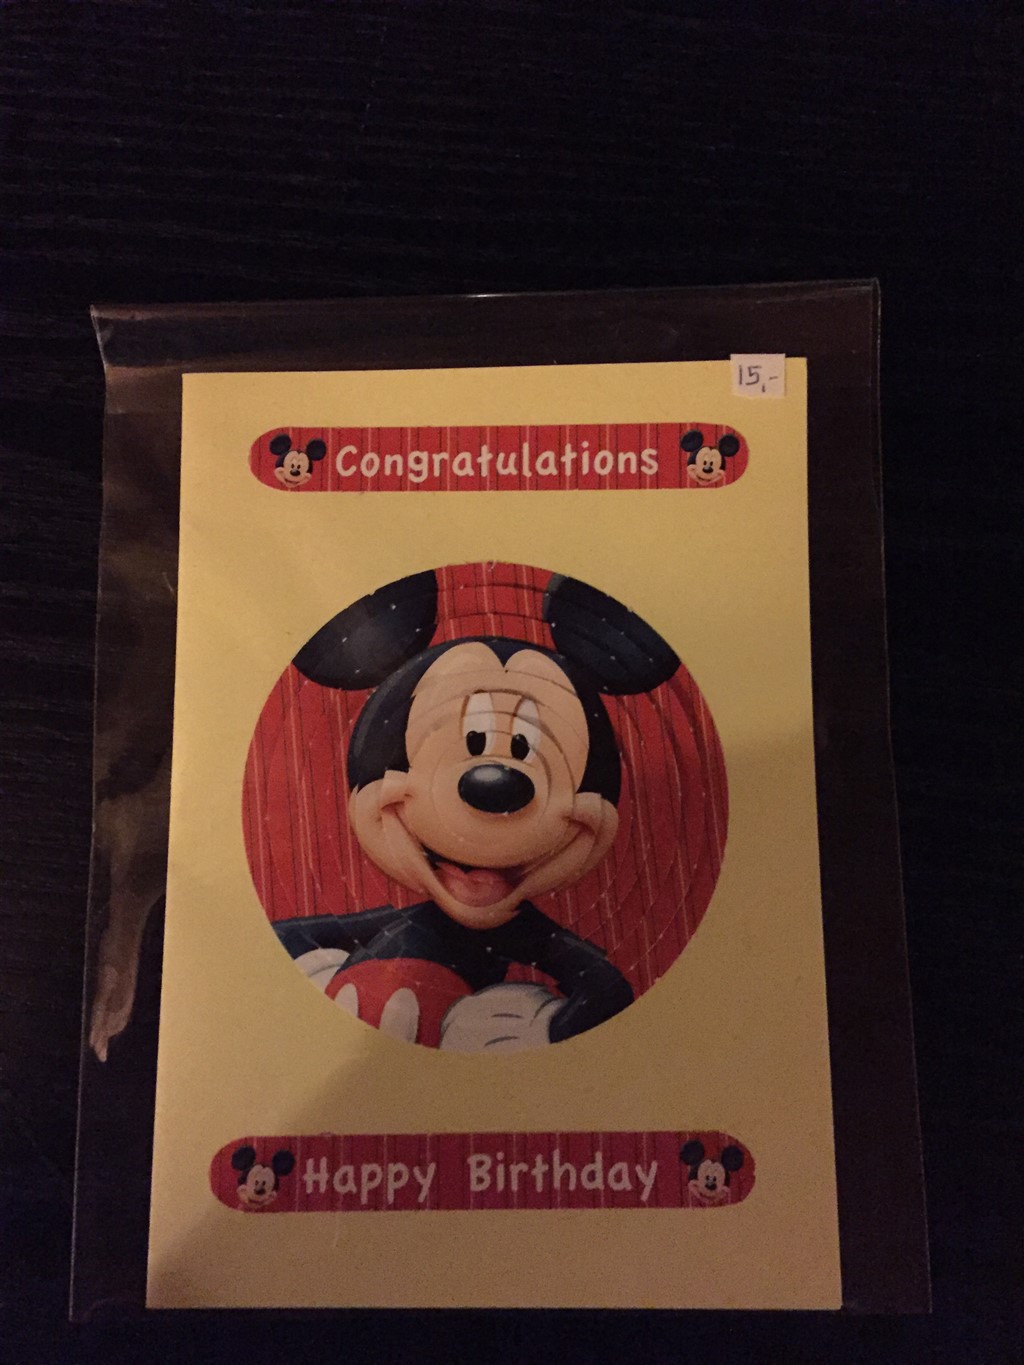 15,-
Congratulations
Happy Birthday